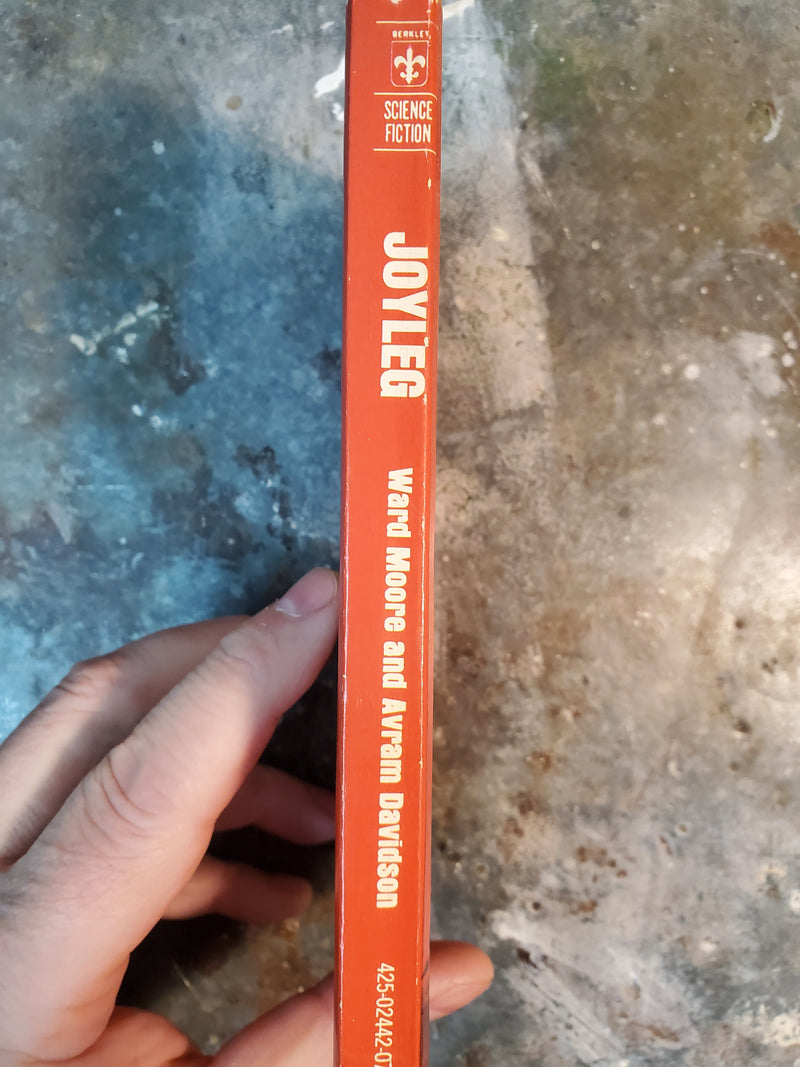 BERKLEY
SCIENCE
FICTION
JOYLEG
Ward Moore and Avram Davidson
425-02442-07